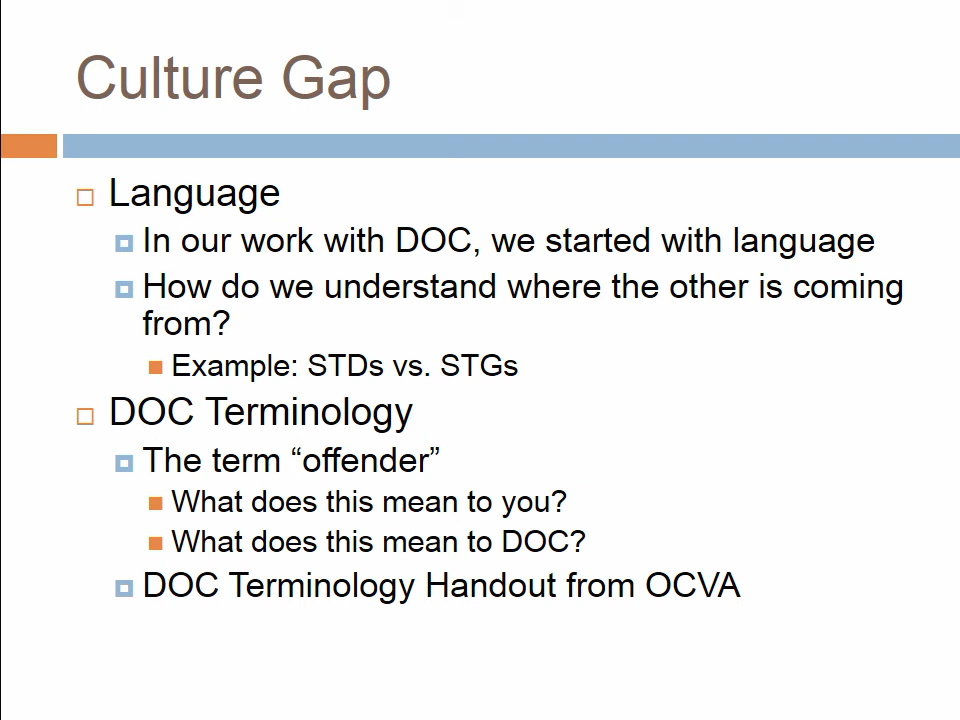 Culture Gap
Language
In our work with DOC, we started with language
How do we understand where the other is coming
from?
Example: STDs vs. STGs
DOC Terminology
The term “offender”
What does this mean to you?
What does this mean to DOC?
DOC Terminology Handout from OCVA